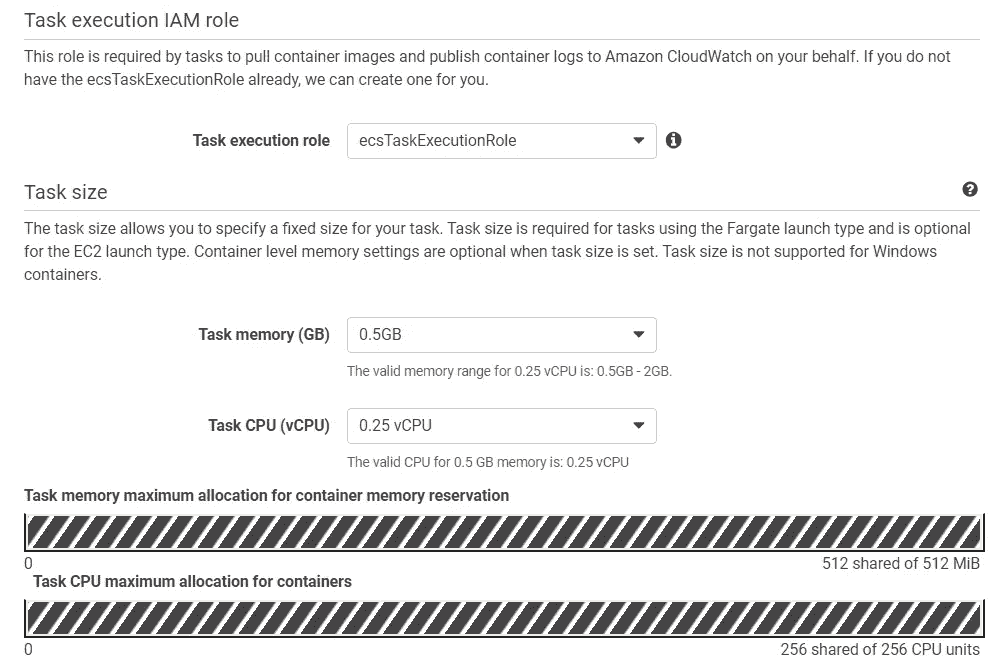 Task execution IAM role
This role is required by tasks to pull container images and publish container logs to Amazon CloudWatch on your behalf. If you do not
have the ecsTaskExecutionRole already, we can create one for you.
Task execution role ecsTaskExecutionRole
Task size
The task size allows you to specify a fixed size for your task. Task size is required for tasks using the Fargate launch type and is optional
for the EC2 launch type. Container level memory settings are optional when task size is set. Task size is not supported for Windows
containers.
Task memory (GB) 0.5GB
The valid memory range for 0.25 vCPU is: 0.5GB - 2GB.
Task CPU (vCPU) 0.25 vCPU
The valid CPU for 0.5 GB memory is: 0.25 vCPU
Task memory maximum allocation for container memory reservation
0 512 shared of 512 MiB
Task CPU maximum allocation for containers
0 256 shared of 256 CPU units